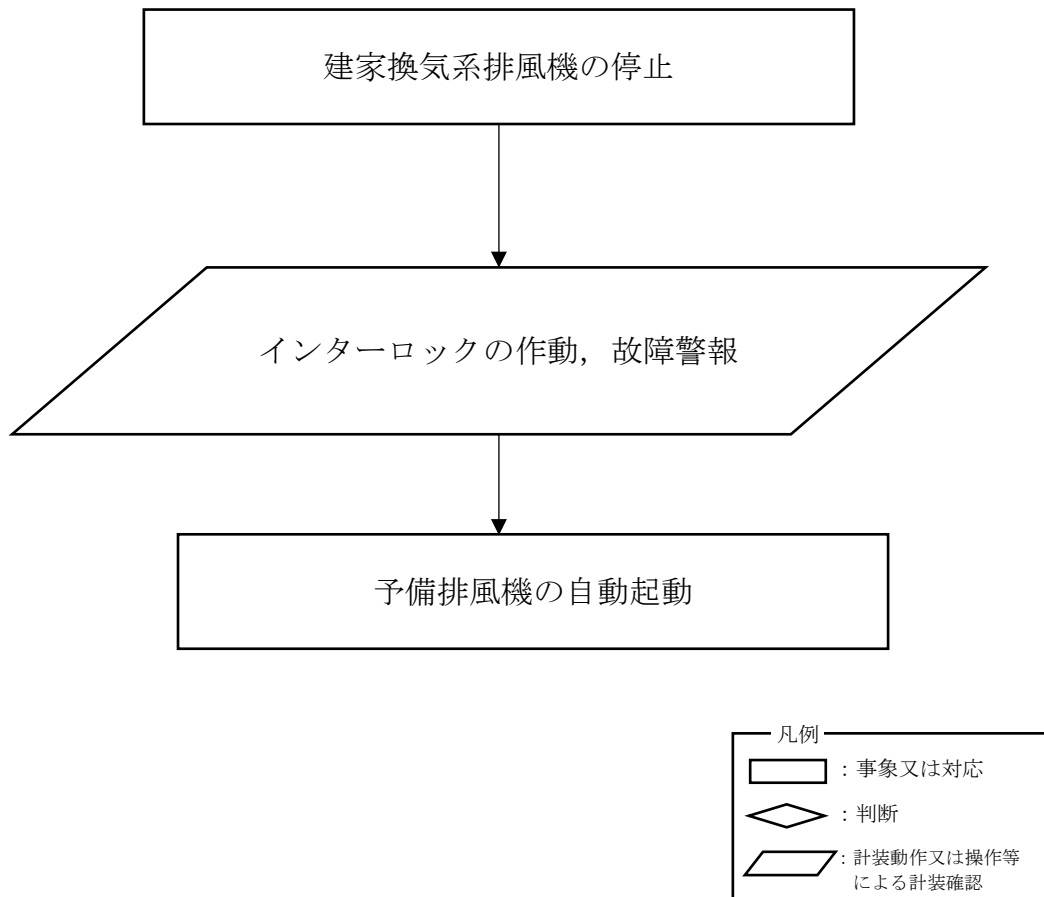 建家換気系排風機の停止
インターロックの作動，故障警報
予備排風機の自動起動
凡例
：事象又は対応
：判断
：計装動作又は操作等
による計装確認